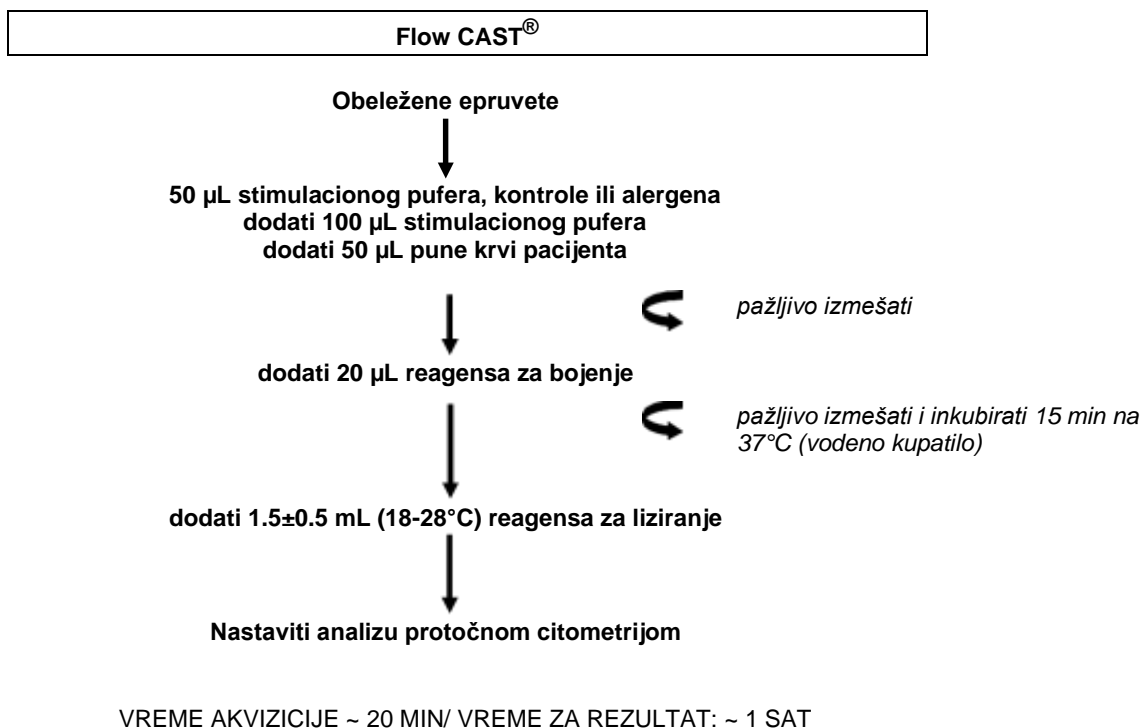 Flow CAST®
Obeležene epruvete
50 µL stimulacionog pufera, kontrole ili alergena
dodati 100 µL stimulacionog pufera
dodati 50 µL pune krvi pacijenta
pažljivo izmešati
dodati 20 µL reagensa za bojenje
pažljivo izmešati i inkubirati 15 min na
37°C (vodeno kupatilo)
dodati 1.5±0.5 mL (18-28°C) reagensa za liziranje
Nastaviti analizu protočnom citometrijom
VREME AKVIZICIJE ~ 20 MIN/ VREME ZA REZULTAT: ~ 1 SAT